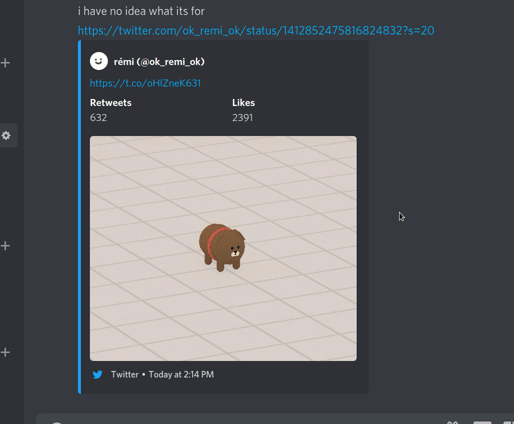 i have no idea what its for
https://twitter.com/ok_remi_ok/status/1412852475816824832?s=20
rémi (@ok_remi_ok)
https://t.co/oHIZneK631
Retweets Likes
632 2391
Twitter • Today at 2:14 PM